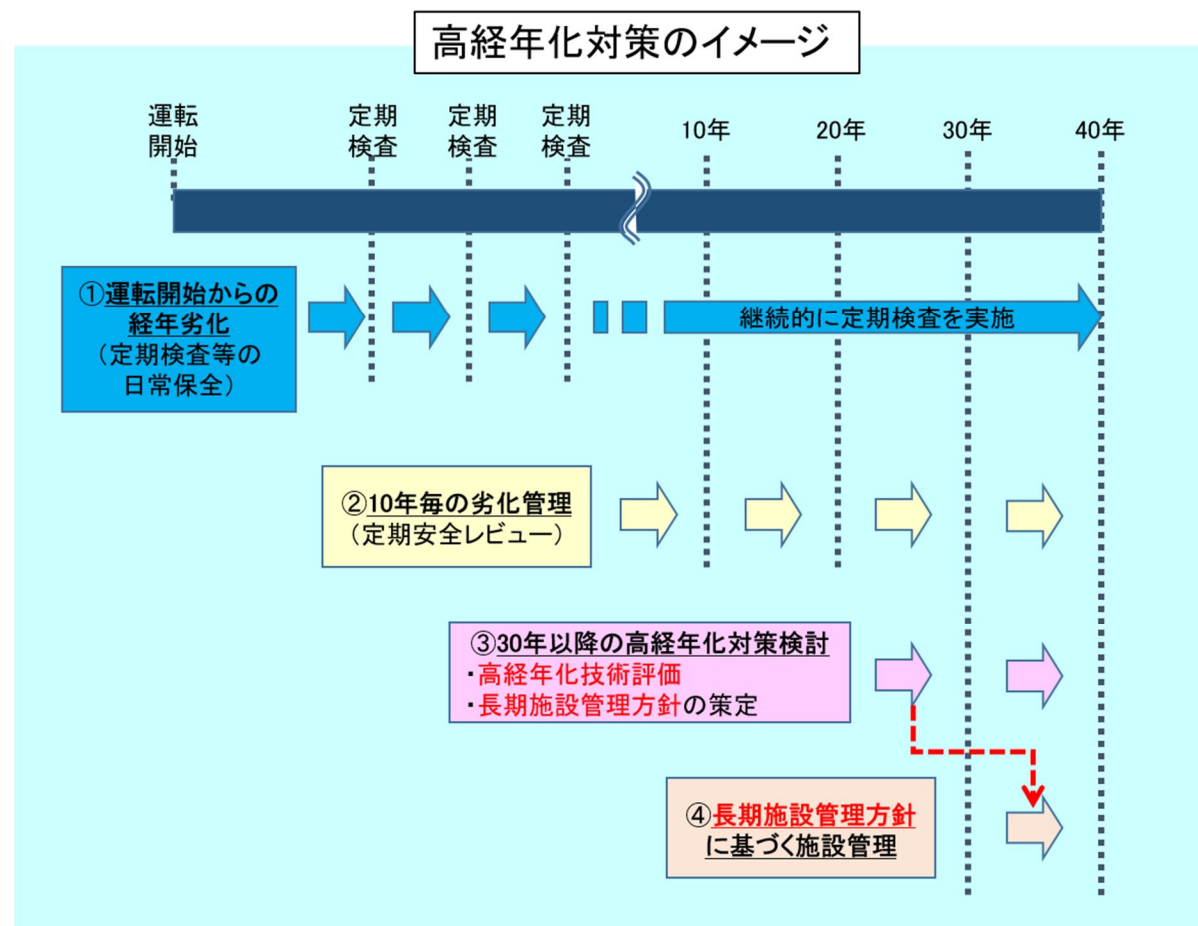 高経年化対策のイメージ
運転
開始
定期
検査
定期
検査
定期
検査
10年
20年
30年
40年
①運転開始からの
経年劣化
（定期検査等の
日常保全）
継続的に定期検査を実施
②10年毎の劣化管理
（定期安全レビュー）
③30年以降の高経年化対策検討
・高経年化技術評価
・長期施設管理方針の策定
④長期施設管理方針
に基づく施設管理